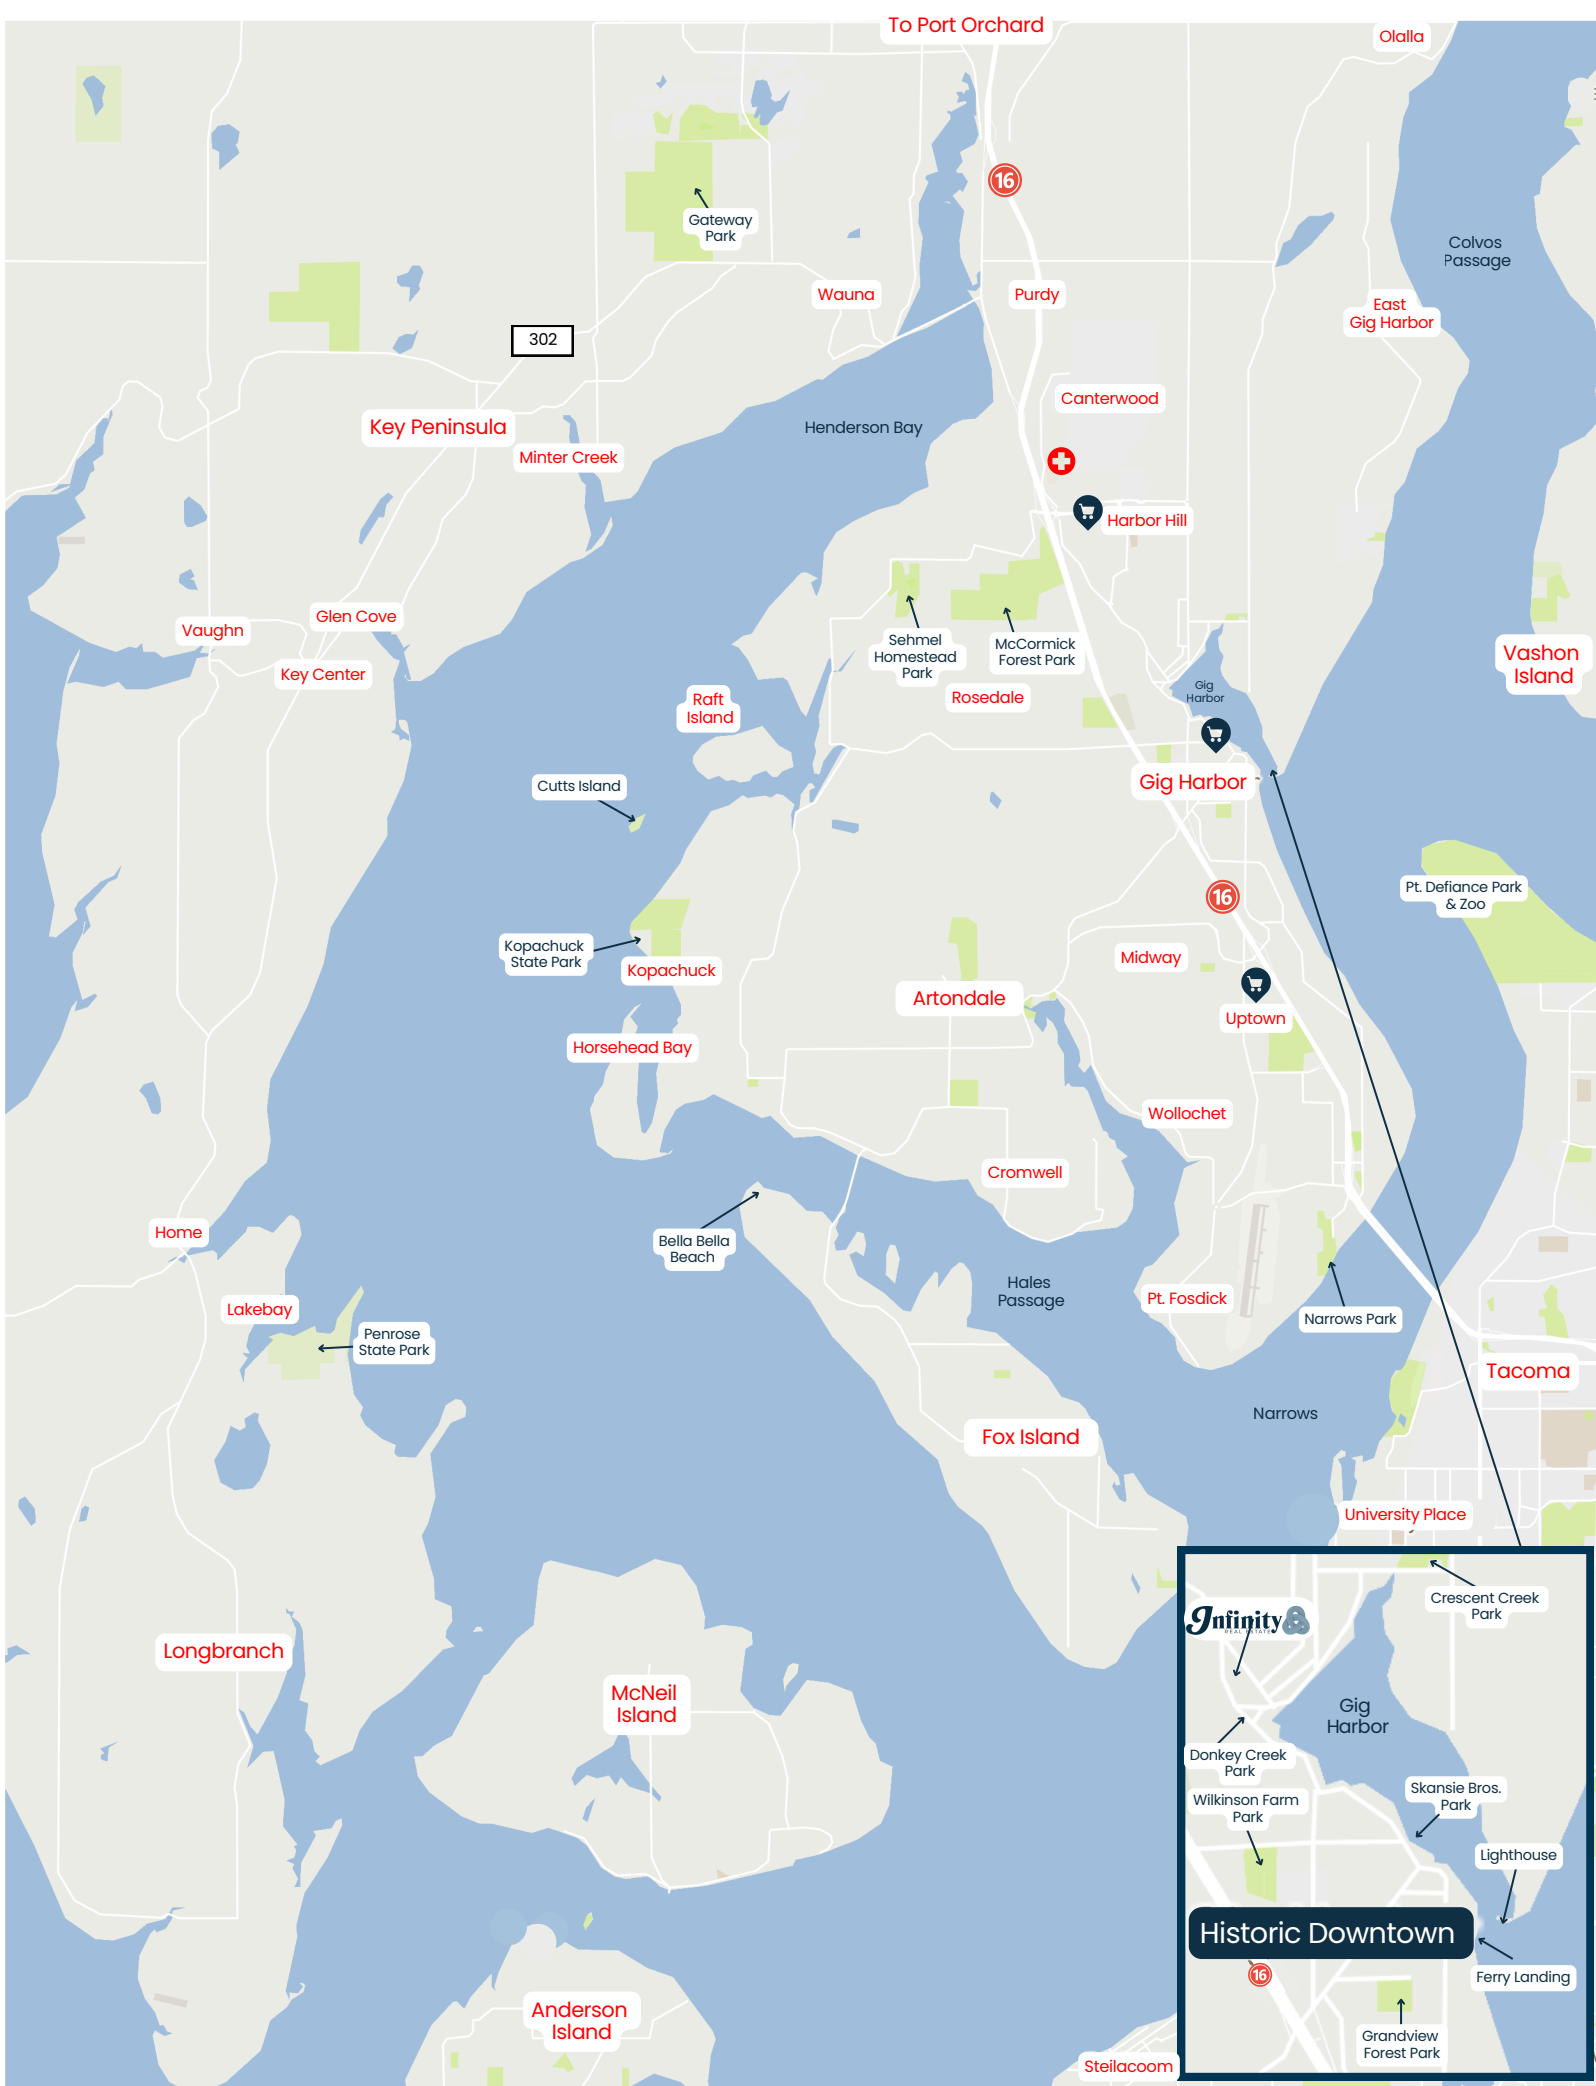 To Port Orchard
Olalla
16
Gateway
Park
Colvos
Passage
Wauna
Purdy
East
Gig Harbor
302
Canterwood
Key Peninsula
Henderson Bay
Minter Creek
Harbor Hill
Glen Cove
Vaughn
Sehmel
Homestead
Park
McCormick
Forest Park
Key Center
Vashon
Island
Gig
Harbor
Rosedale
Raft
Island
Cutts Island
Gig Harbor
16
Pt. Defiance Park
& Zoo
Kopachuck
State Park
Kopachuck
Midway
Artondale
Uptown
Horsehead Bay
Wollochet
Cromwell
Home
Bella Bella
Beach
Hales
Passage
Pt. Fosdick
Lakebay
Narrows Park
Penrose
State Park
Tacoma
Narrows
Fox Island
University Place
Crescent Creek
Park
Infinity
REAL ESTATE
Longbranch
McNeil
Island
Gig
Harbor
Donkey Creek
Park
Wilkinson Farm
Park
Skansie Bros.
Park
Lighthouse
Historic Downtown
16
Ferry Landing
Anderson
Island
Grandview
Forest Park
Steilacoom